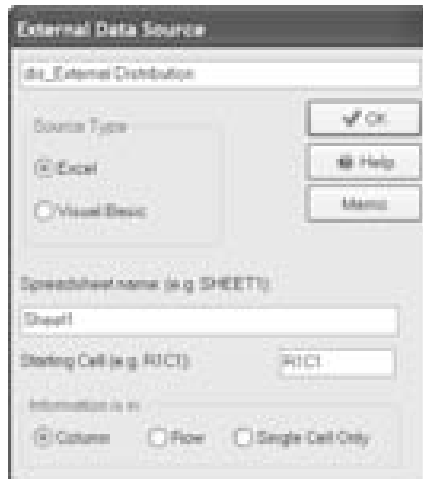 External Data Source
dis_External Distribution
Source Type
Excel
Visual Basic
OK
Help
Memo
Spreadsheet name (e.g. SHEET1):
Sheet1
Starting Cell (e.g. R1C1):
R1C1
Information is in
Column
Row
Single Cell Only